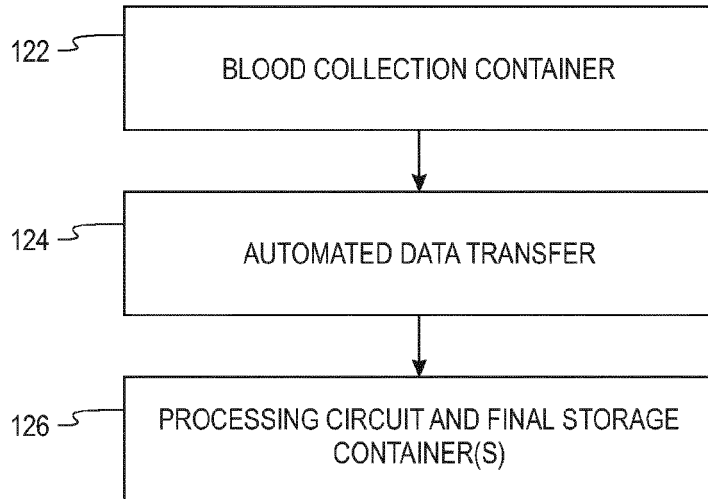 122
BLOOD COLLECTION CONTAINER
124
AUTOMATED DATA TRANSFER
126
PROCESSING CIRCUIT AND FINAL STORAGE
CONTAINER(S)